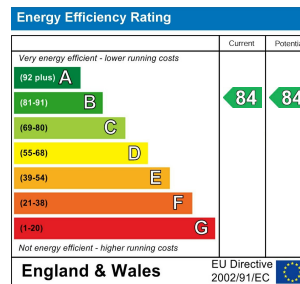 Energy Efficiency Rating
Current Potentia
Very energy efficient - lower running costs
(92 plus) A
(81-91) B 84 84
(69-80) C
(55-68) D
(39-54) E
(21-38) F
(1-20) G
Not energy efficient - higher running costs
England & Wales
EU Directive
2002/91/EC